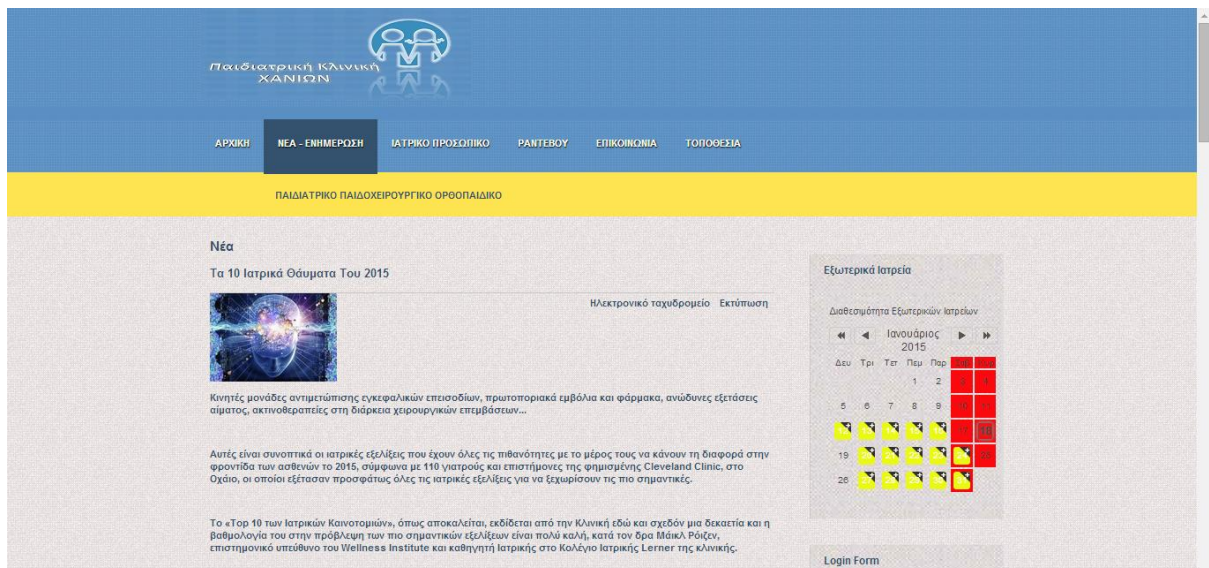 Παιδιατρική Κλινική
ΧΑΝΙΩΝ
ΑΡΧΙΚΗ ΝΕΑ - ΕΝΗΜΕΡΩΣΗ ΙΑΤΡΙΚΟ ΠΡΟΣΩΠΙΚΟ ΡΑΝΤΕΒΟΥ ΕΠΙΚΟΙΝΩΝΙΑ ΤΟΠΟΘΕΣΙΑ
ΠΑΙΔΙΑΤΡΙΚΟ ΠΑΙΔΟΧΕΙΡΟΥΡΓΙΚΟ ΟΡΘΟΠΑΙΔΙΚΟ
Νέα
Τα 10 Ιατρικά Θάυματα Του 2015
Ηλεκτρονικό ταχυδρομείο Εκτύπωση
Κινητές μονάδες αντιμετώπισης εγκεφαλικών επεισοδίων, πρωτοποριακά εμβόλια και φάρμακα, ανώδυνες εξετάσεις
αίματος, ακτινοθεραπείες στη διάρκεια χειρουργικών επεμβάσεων...
Αυτές είναι συνοπτικά οι ιατρικές εξελίξεις που έχουν όλες τις πιθανότητες με το μέρος τους να κάνουν τη διαφορά στην
φροντίδα των ασθενών το 2015, σύμφωνα με 110 γιατρούς και επιστήμονες της φημισμένης Cleveland Clinic, στο
Οχάιο, οι οποίοι εξέτασαν προσφάτως όλες τις ιατρικές εξελίξεις για να ξεχωρίσουν τις πιο σημαντικές.
Το «Top 10 των Ιατρικών Καινοτομιών», όπως αποκαλείται, εκδίδεται από την Κλινική εδώ και σχεδόν μια δεκαετία και η
βαθμολογία του στην πρόβλεψη των πιο σημαντικών εξελίξεων είναι πολύ καλή, κατά τον δρα Μάικλ Ρόιζεν,
επιστημονικό υπεύθυνο του Wellness Institute και καθηγητή Ιατρικής στο Κολέγιο Ιατρικής Lerner της κλινικής.
Εξωτερικά Ιατρεία
Διαθεσιμότητα Εξωτερικών Ιατρείων
Ιανουάριος
2015
Δευ Τρι Τετ Πεμ Παρ
1 2 3 4
5 6 7 8 9 10 11
17 18
19 25
26
Login Form